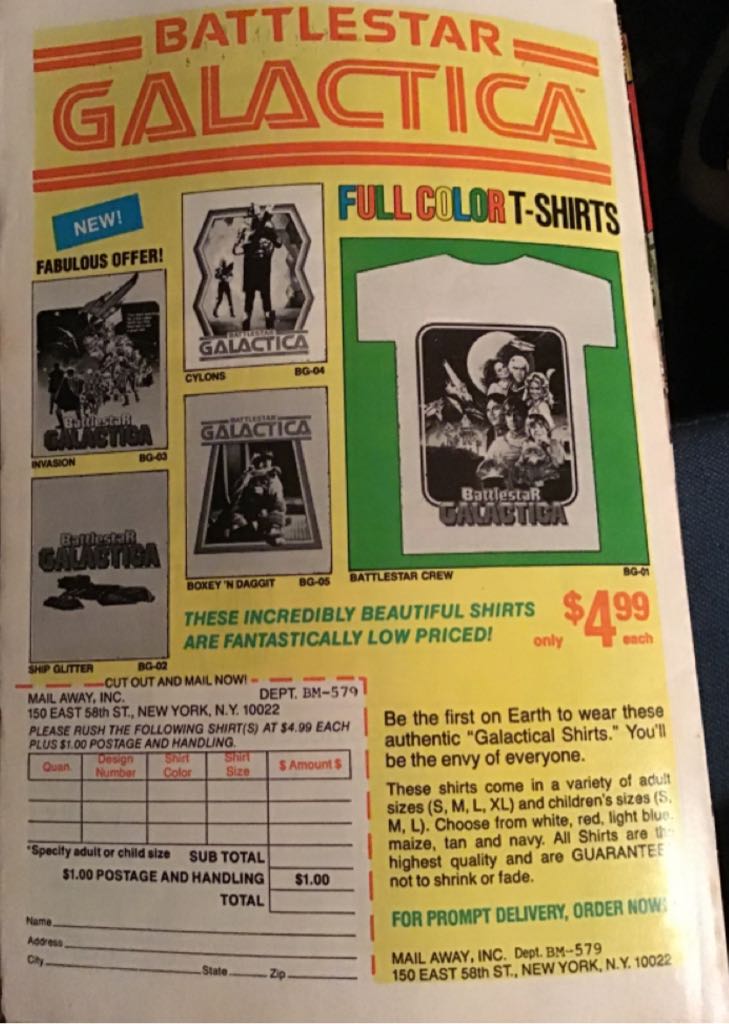 BATTLESTAR
GALACTICA™
NEW!
FABULOUS OFFER!
FULL COLOR T-SHIRTS
BATTLESTAR
GALACTICA
CYLONS BG-04
BattlestaR
GALACTICA
INVASION BG-03
BATTLESTAR
GALACTICA
BOXEY 'N DAGGIT BG-05
BattlestaR
GALACTICA
BATTLESTAR CREW BG-01
BattlestaR
GALACTICA
SHIP GLITTER BG-02
THESE INCREDIBLY BEAUTIFUL SHIRTS
ARE FANTASTICALLY LOW PRICED!
only $4.99 each
CUT OUT AND MAIL NOW!
MAIL AWAY, INC. DEPT. BM-579
150 EAST 58th ST., NEW YORK, N.Y. 10022
PLEASE RUSH THE FOLLOWING SHIRT(S) AT $4.99 EACH
PLUS $1.00 POSTAGE AND HANDLING.
Quan. Design Number Shirt Color Shirt Size $ Amount $
*Specify adult or child size SUB TOTAL
$1.00 POSTAGE AND HANDLING $1.00
TOTAL
Name
Address
City State Zip
Be the first on Earth to wear these
authentic "Galactical Shirts." You'll
be the envy of everyone.
These shirts come in a variety of adult
sizes (S, M, L, XL) and children's sizes (S,
M, L). Choose from white, red, light blue,
maize, tan and navy. All Shirts are the
highest quality and are GUARANTEE
not to shrink or fade.
FOR PROMPT DELIVERY, ORDER NOW!
MAIL AWAY, INC. Dept. BM-579
150 EAST 58th ST., NEW YORK, N.Y. 10022